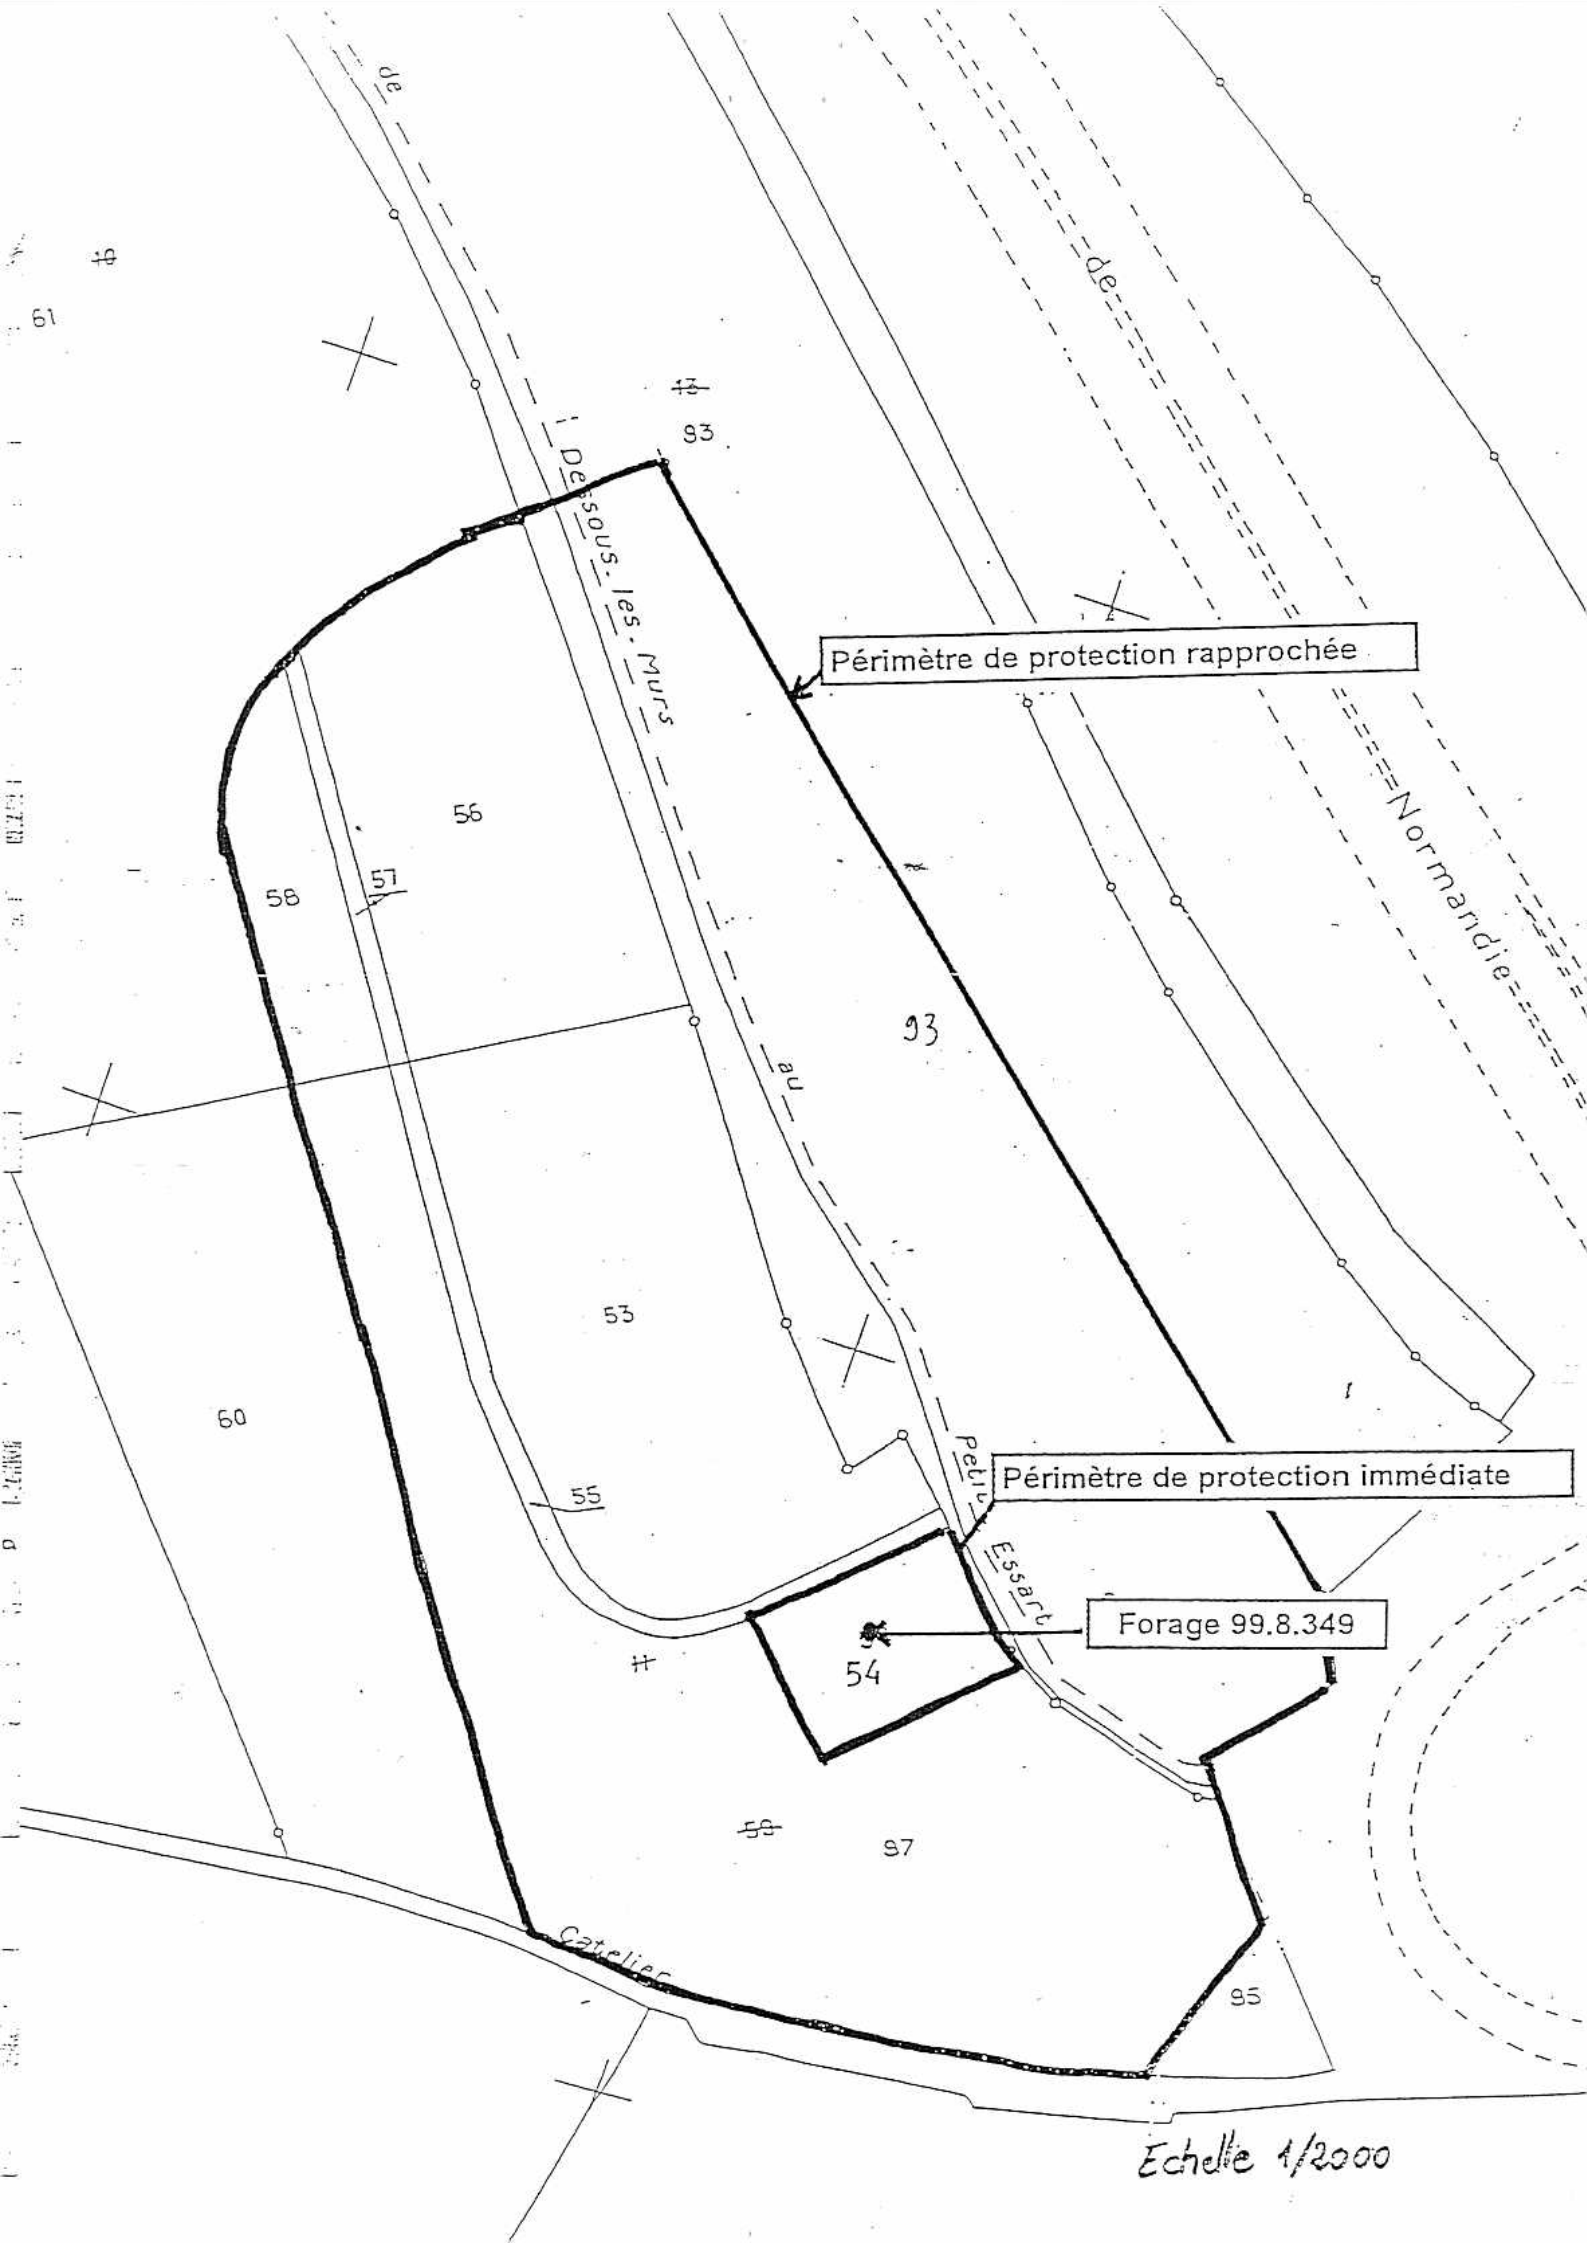 de
61
13
93
de
Dessous. les. Murs
Périmètre de protection rapprochée
56
57
58
Normandie
93
au
53
60
Petit
Périmètre de protection immédiate
55
Essart
Forage 99.8.349
54
59
97
Catelier
95
Echelle 1/2000